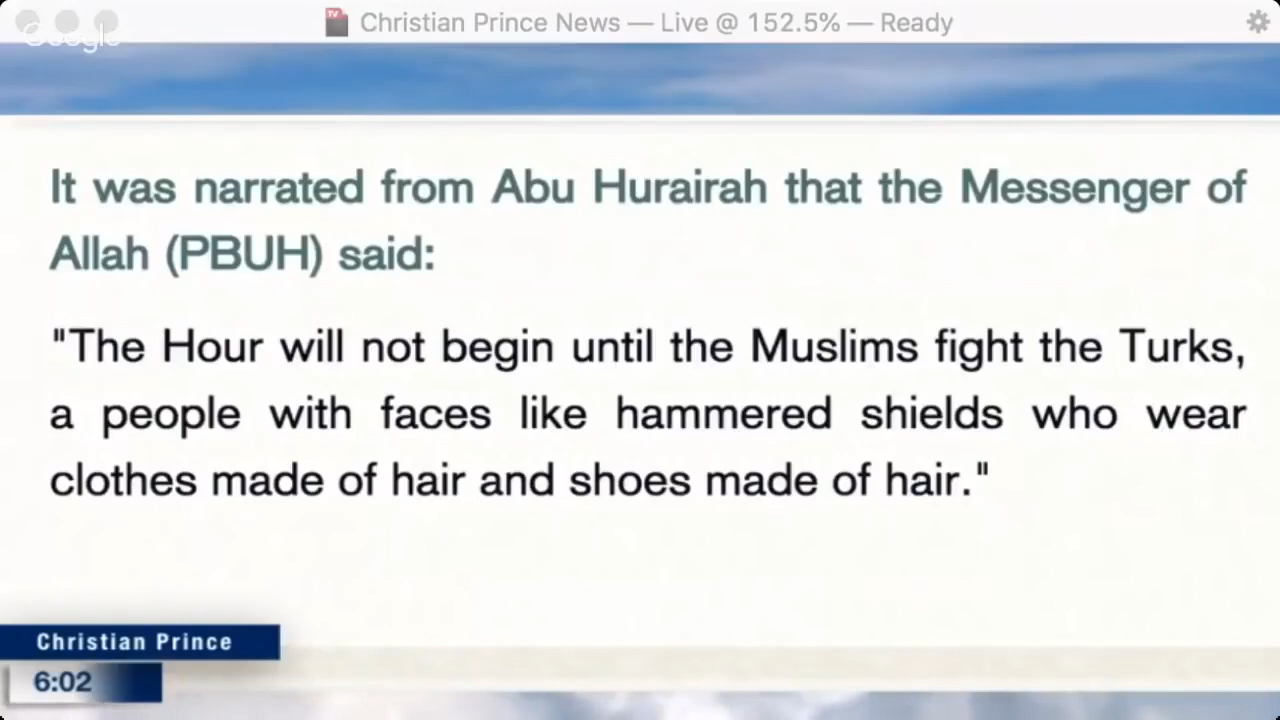 Christian Prince News — Live @ 152.5% — Ready
Google
It was narrated from Abu Hurairah that the Messenger of
Allah (PBUH) said:
"The Hour will not begin until the Muslims fight the Turks,
a people with faces like hammered shields who wear
clothes made of hair and shoes made of hair."
Christian Prince
6:02